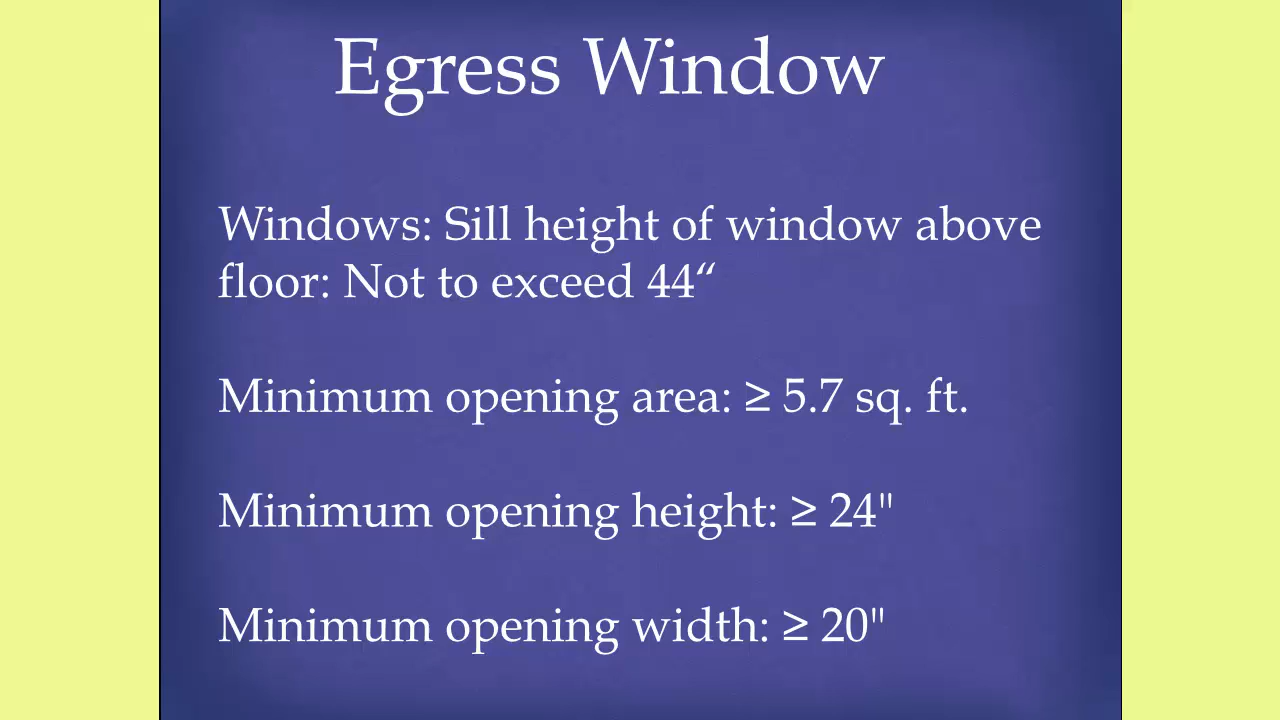 Egress Window
Windows: Sill height of window above
floor: Not to exceed 44“
Minimum opening area: ≥ 5.7 sq. ft.
Minimum opening height: ≥ 24"
Minimum opening width: ≥ 20"